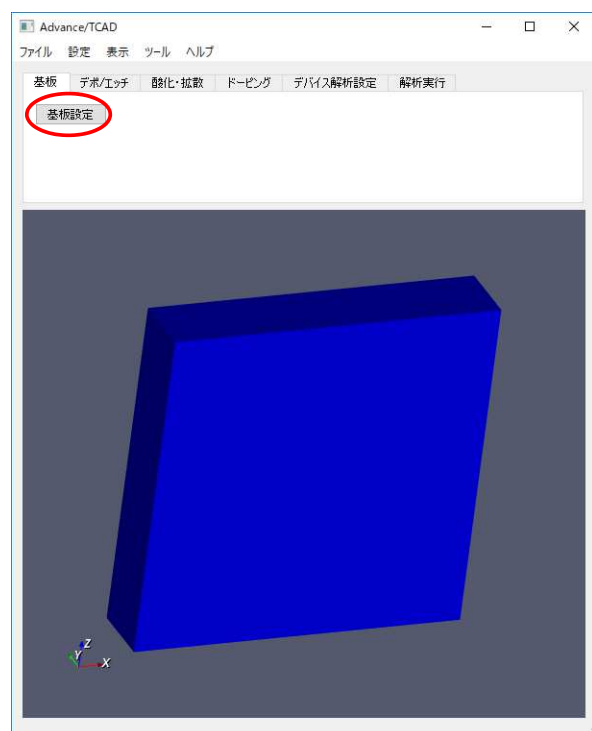 Advance/TCAD
ファイル 設定 表示 ツール ヘルプ
基板 デポ/エッチ 酸化・拡散 ドーピング デバイス解析設定 解析実行
基板設定
Z
Y
X